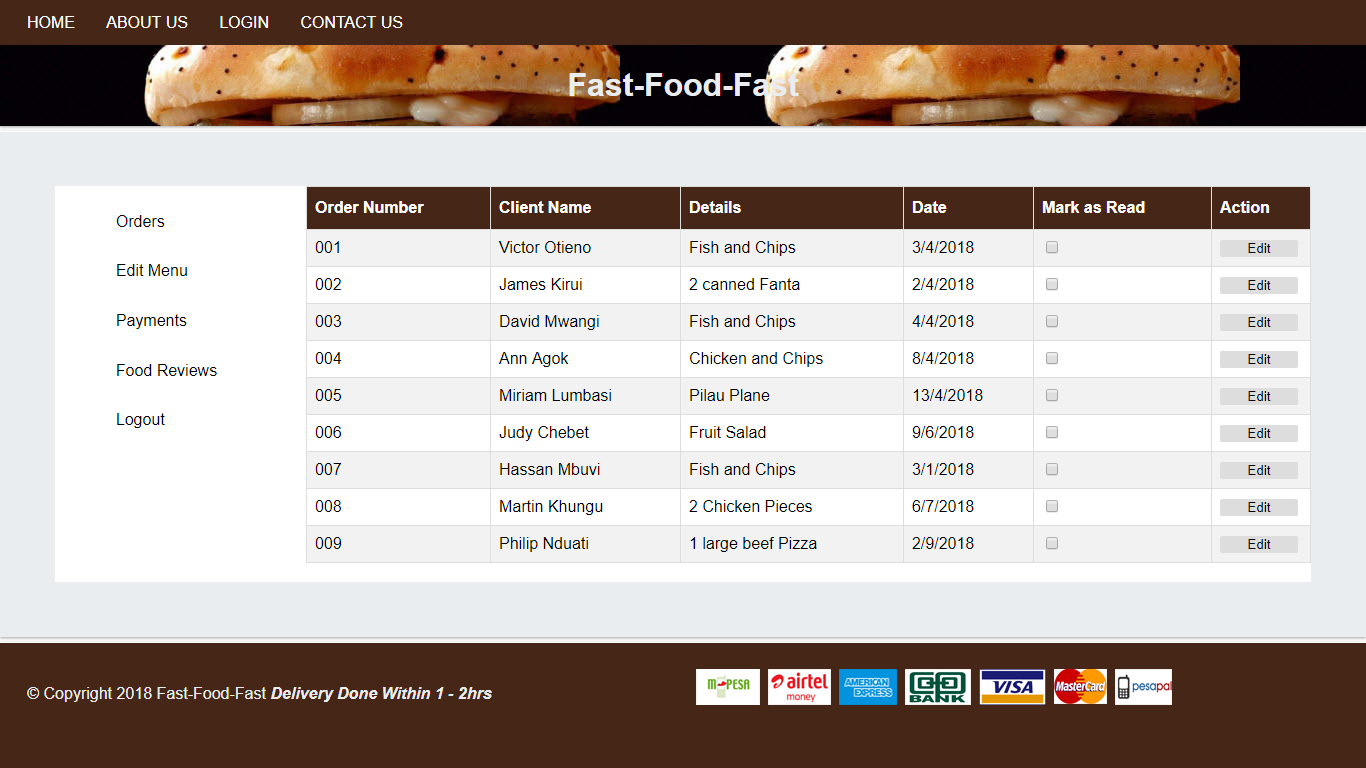 HOME ABOUT US LOGIN CONTACT US
Fast-Food-Fast
Orders
Edit Menu
Payments
Food Reviews
Logout
Order Number Client Name Details Date Mark as Read Action
001 Victor Otieno Fish and Chips 3/4/2018 Edit
002 James Kirui 2 canned Fanta 2/4/2018 Edit
003 David Mwangi Fish and Chips 4/4/2018 Edit
004 Ann Agok Chicken and Chips 8/4/2018 Edit
005 Miriam Lumbasi Pilau Plane 13/4/2018 Edit
006 Judy Chebet Fruit Salad 9/6/2018 Edit
007 Hassan Mbuvi Fish and Chips 3/1/2018 Edit
008 Martin Khungu 2 Chicken Pieces 6/7/2018 Edit
009 Philip Nduati 1 large beef Pizza 2/9/2018 Edit
© Copyright 2018 Fast-Food-Fast Delivery Done Within 1 - 2hrs
M-PESA
airtel
money
AMERICAN
EXPRESS
BANK
VISA
MasterCard
pesapal